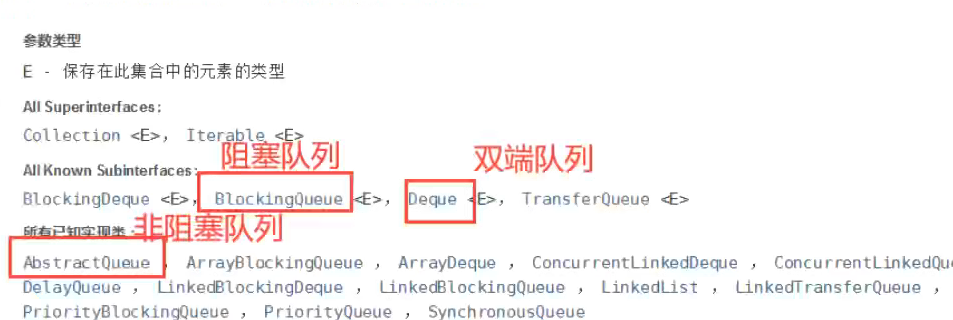 参数类型
E - 保存在此集合中的元素的类型
All Superinterfaces:
Collection <E>， Iterable <E>
阻塞队列
双端队列
All Known Subinterfaces:
BlockingDeque <E>， BlockingQueue <E>， Deque <E>， TransferQueue <E>
所有已知实现类：
非阻塞队列
AbstractQueue ， ArrayBlockingQueue ， ArrayDeque ， ConcurrentLinkedDeque ， ConcurrentLinkedQu
DelayQueue ， LinkedBlockingDeque ， LinkedBlockingQueue ， LinkedList ， LinkedTransferQueue ，
PriorityBlockingQueue ， PriorityQueue ， SynchronousQueue